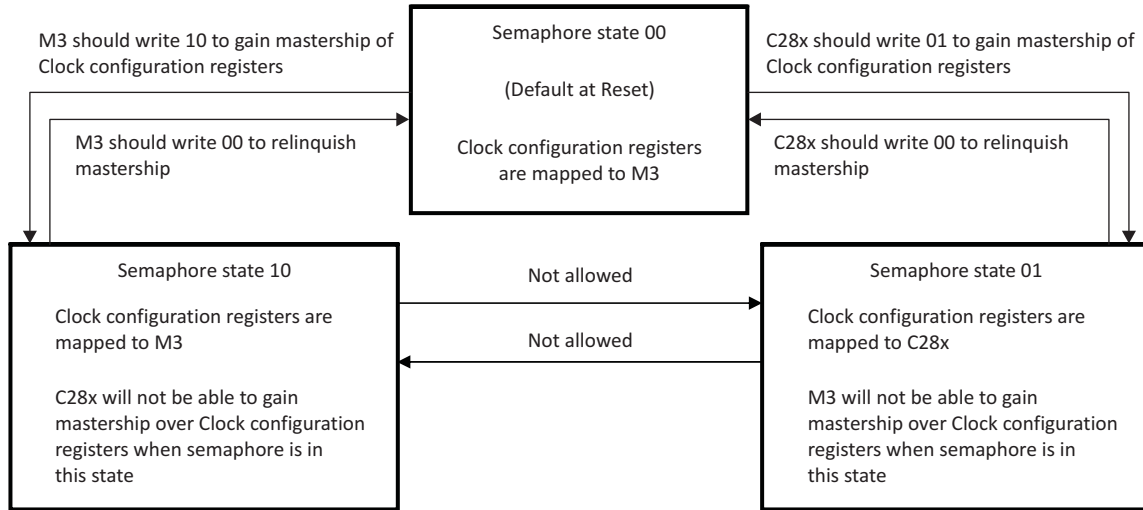 M3 should write 10 to gain mastership of
Clock configuration registers
M3 should write 00 to relinquish
mastership
Semaphore state 00
(Default at Reset)
Clock configuration registers
are mapped to M3
C28x should write 01 to gain mastership of
Clock configuration registers
C28x should write 00 to relinquish
mastership
Semaphore state 10
Clock configuration registers are
mapped to M3
C28x will not be able to gain
mastership over Clock configuration
registers when semaphore is in
this state
Not allowed
Not allowed
Semaphore state 01
Clock configuration registers are
mapped to C28x
M3 will not be able to gain
mastership over Clock configuration
registers when semaphore is in
this state